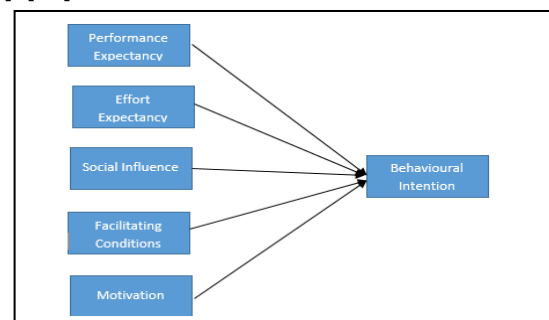 Performance
Expectancy
Effort
Expectancy
Social Influence
Behavioural
Intention
Facilitating
Conditions
Motivation